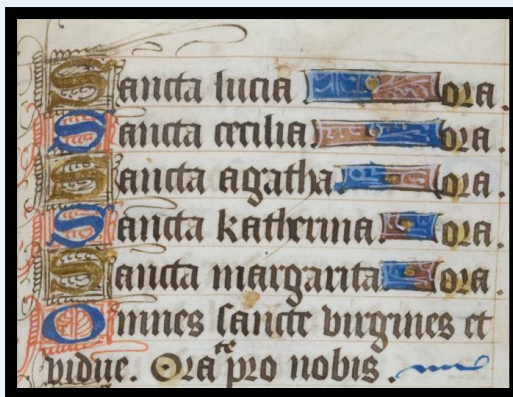 Sancta lucia ora.
Sancta cecilia ora.
Sancta agatha. ora.
Sancta katherina. ora.
Sancta margarita ora.
Omnes sancte virgines et
vidue. Orate pro nobis.